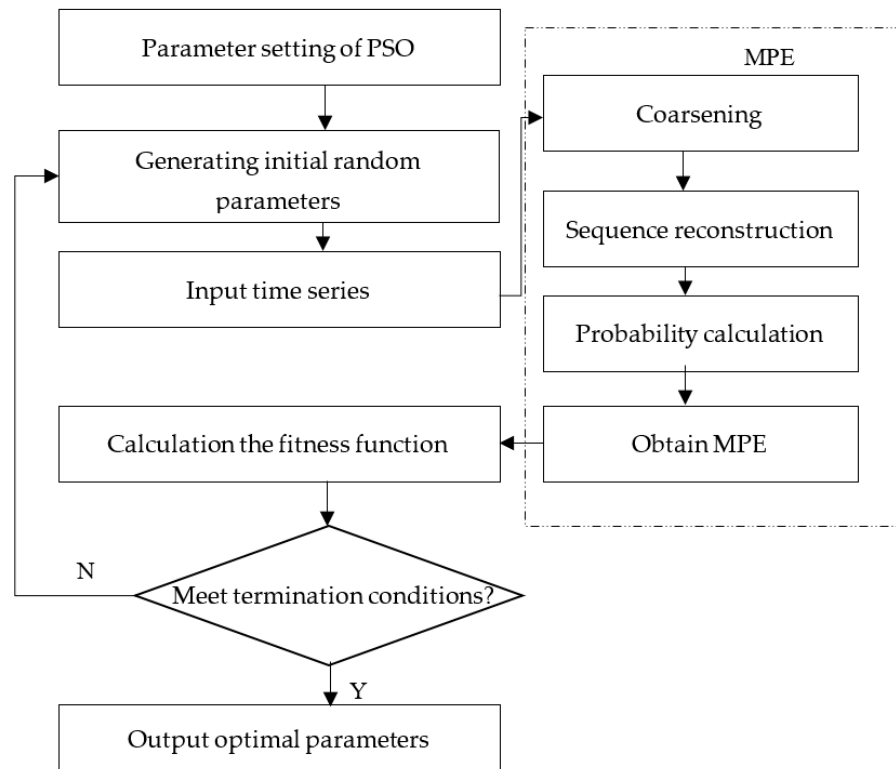 Parameter setting of PSO
Generating initial random
parameters
Input time series
MPE
Coarsening
Sequence reconstruction
Probability calculation
Obtain MPE
Calculation the fitness function
Meet termination conditions?
N
Y
Output optimal parameters